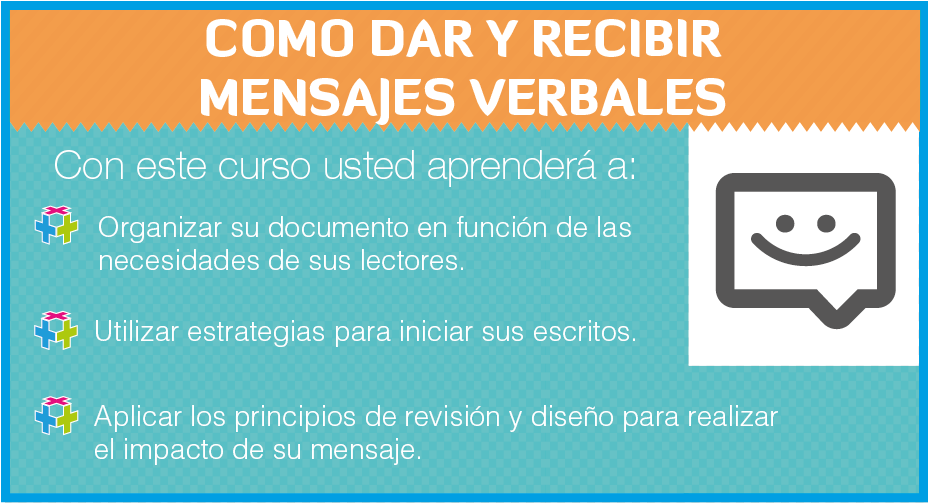 COMO DAR Y RECIBIR
MENSAJES VERBALES
Con este curso usted aprenderá a:
Organizar su documento en función de las
necesidades de sus lectores.
Utilizar estrategias para iniciar sus escritos.
Aplicar los principios de revisión y diseño para realizar
el impacto de su mensaje.